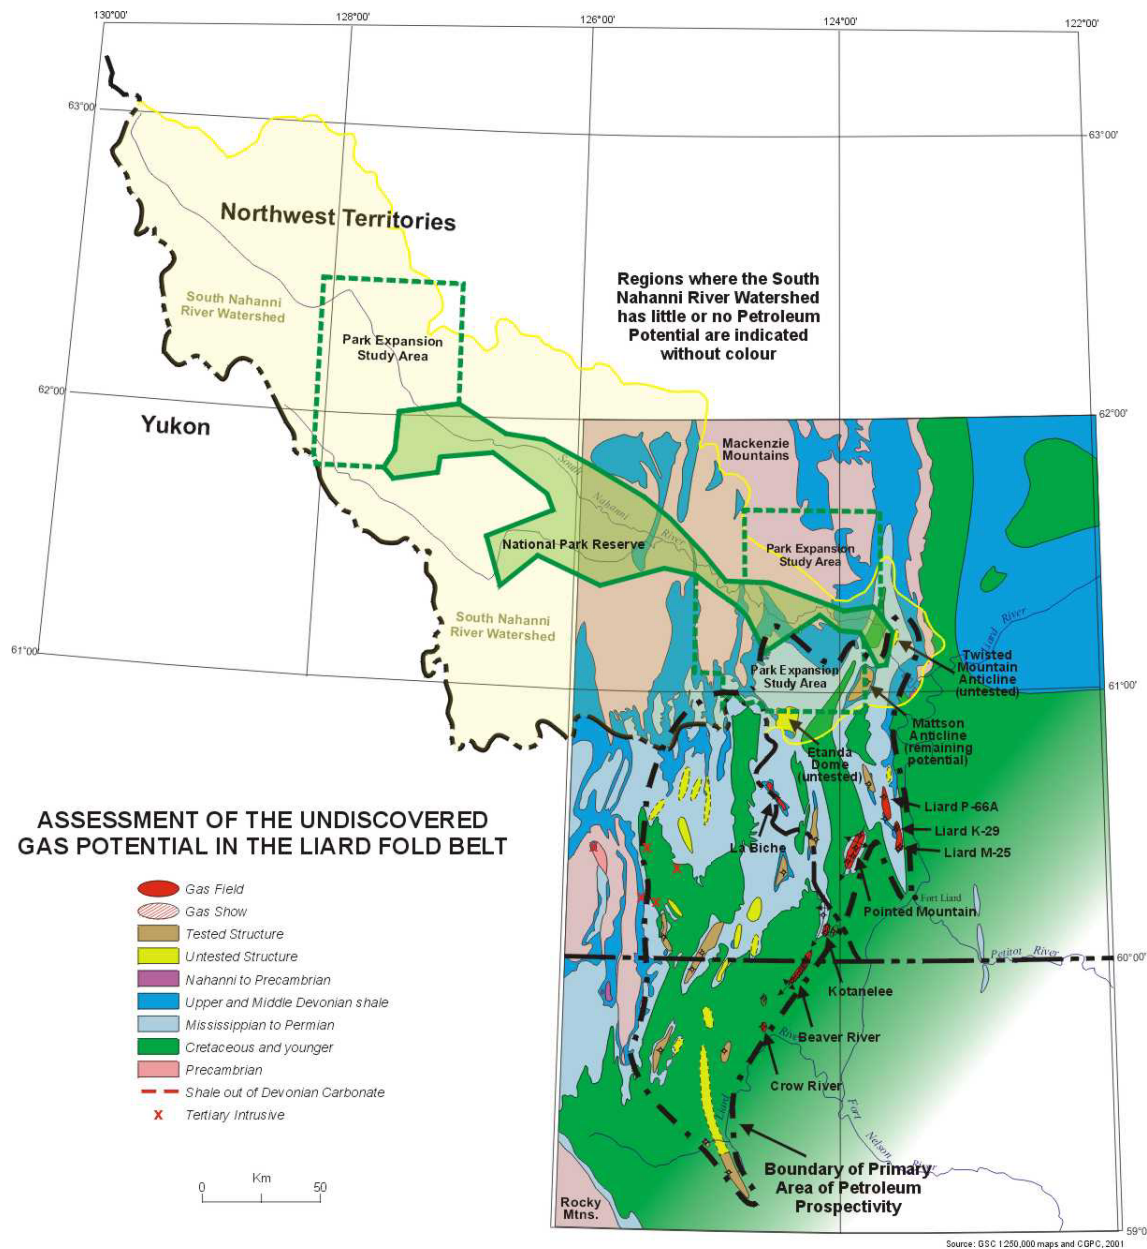 130°00'
128°00'
126°00'
124°00'
122°00'
63°00'
63°00'
Northwest Territories
Regions where the South
Nahanni River Watershed
has little or no Petroleum
Potential are indicated
without colour
South Nahanni
River Watershed
Park Expansion
Study Area
62°00'
62°00'
Yukon
Mackenzie
Mountains
South
Nahanni
River
National Park Reserve
Park Expansion
Study Area
South Nahanni
River Watershed
Liard River
61°00'
61°00'
Park Expansion
Study Area
Twisted
Mountain
Anticline
(untested)
Mattson
Anticline
(remaining
potential)
Etanda
Dome
(untested)
ASSESSMENT OF THE UNDISCOVERED
GAS POTENTIAL IN THE LIARD FOLD BELT
Liard P-66A
Liard K-29
Liard M-25
La Biche
Fort Liard
Pointed Mountain
Gas Field
Gas Show
Tested Structure
Untested Structure
Nahanni to Precambrian
Upper and Middle Devonian shale
Mississippian to Permian
Cretaceous and younger
Precambrian
Shale out of Devonian Carbonate
X Tertiary Intrusive
Petitot River
60°00'
Kotanelee
Beaver River
River
Crow River
Liard
Fort
Nelson
River
Km
0 50
Boundary of Primary
Area of Petroleum
Prospectivity
Rocky
Mtns.
59°0
Source: GSC 1:250,000 maps and CGPC, 2001